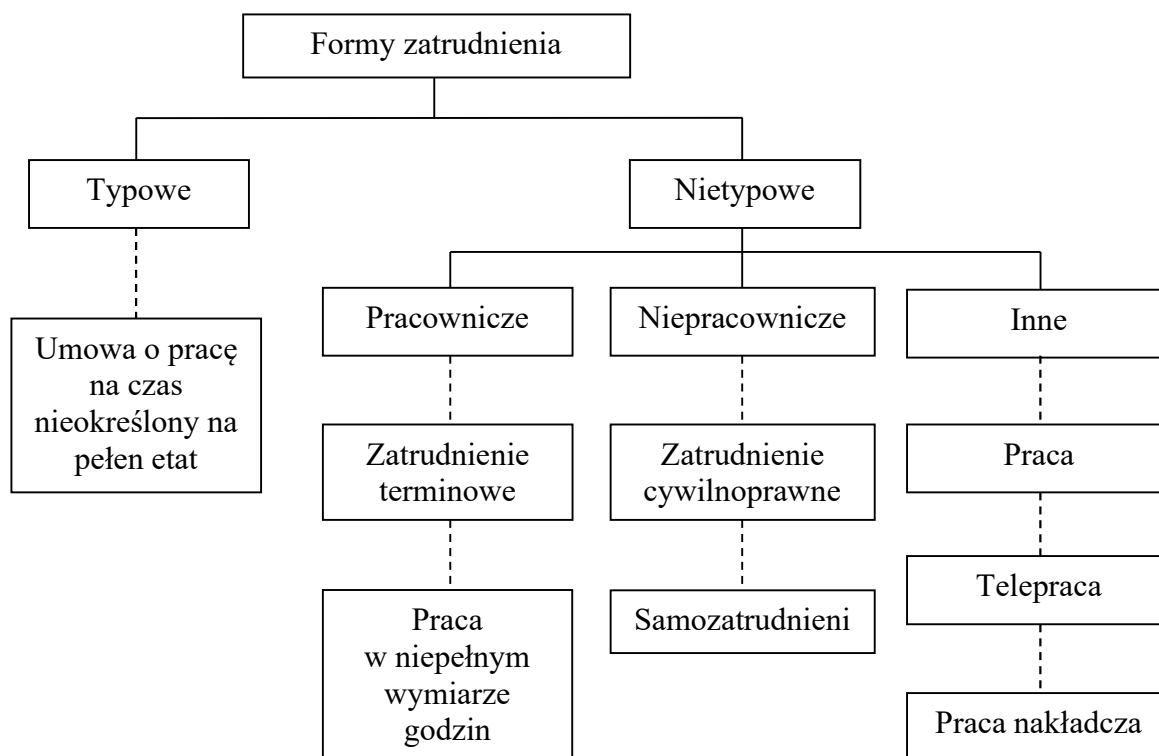 Formy zatrudnienia
Typowe
Nietypowe
Umowa o pracę
na czas
nieokreślony na
pełen etat
Pracownicze
Niepracownicze
Inne
Zatrudnienie
terminowe
Zatrudnienie
cywilnoprawne
Praca
Praca
w niepełnym
wymiarze
godzin
Samozatrudnieni
Telepraca
Praca nakładcza